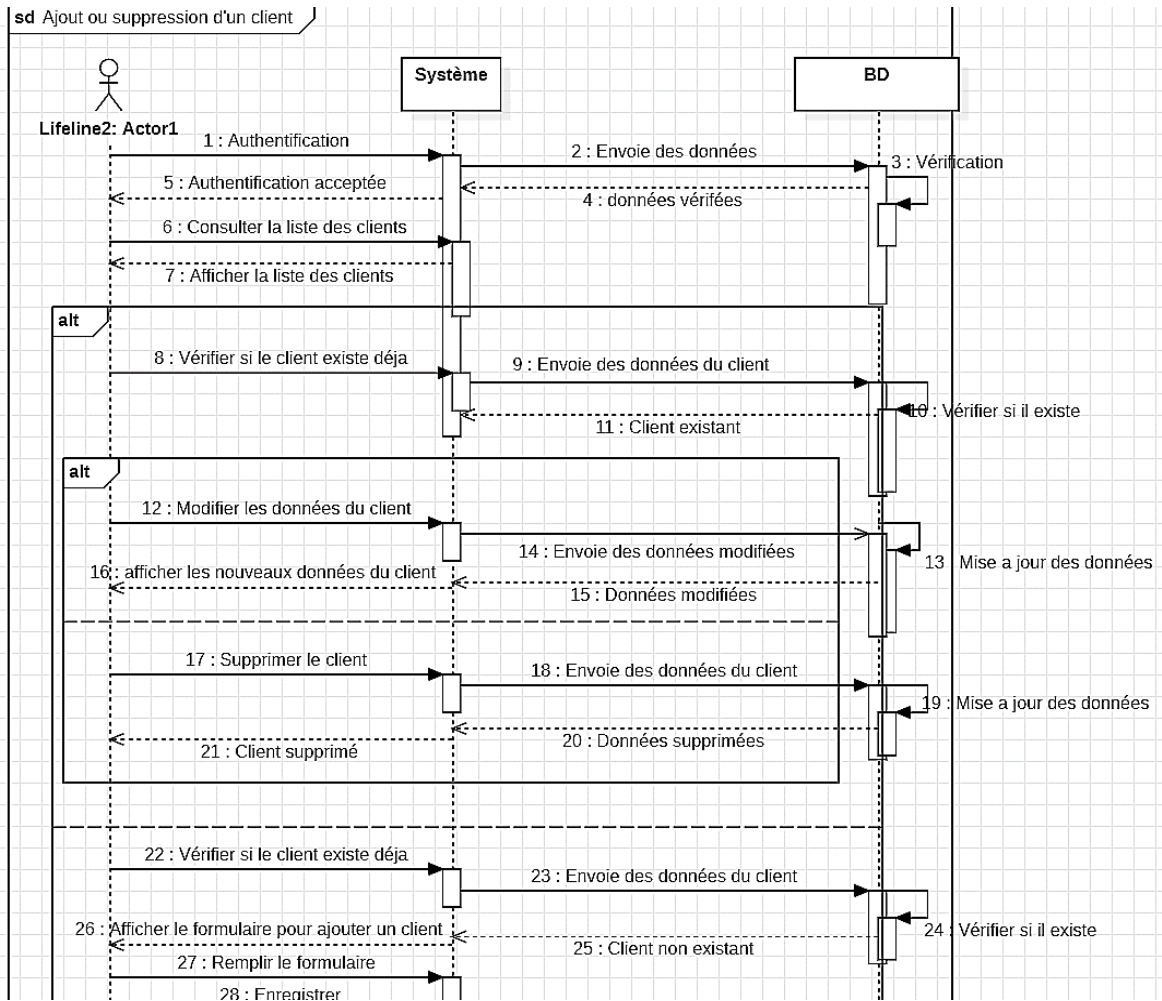 sd Ajout ou suppression d'un client
Système
BD
Lifeline2: Actor1
1 : Authentification
2 : Envoie des données
3 : Vérification
5 : Authentification acceptée
4 : données vérifées
6 : Consulter la liste des clients
7 : Afficher la liste des clients
alt
8 : Vérifier si le client existe déja
9 : Envoie des données du client
10 : Vérifier si il existe
11 : Client existant
alt
12 : Modifier les données du client
14 : Envoie des données modifiées
13 : Mise a jour des données
16 : afficher les nouveaux données du client
15 : Données modifiées
17 : Supprimer le client
18 : Envoie des données du client
19 : Mise a jour des données
20 : Données supprimées
21 : Client supprimé
22 : Vérifier si le client existe déja
23 : Envoie des données du client
26 : Afficher le formulaire pour ajouter un client
24 : Vérifier si il existe
25 : Client non existant
27 : Remplir le formulaire
28 : Enregistrer